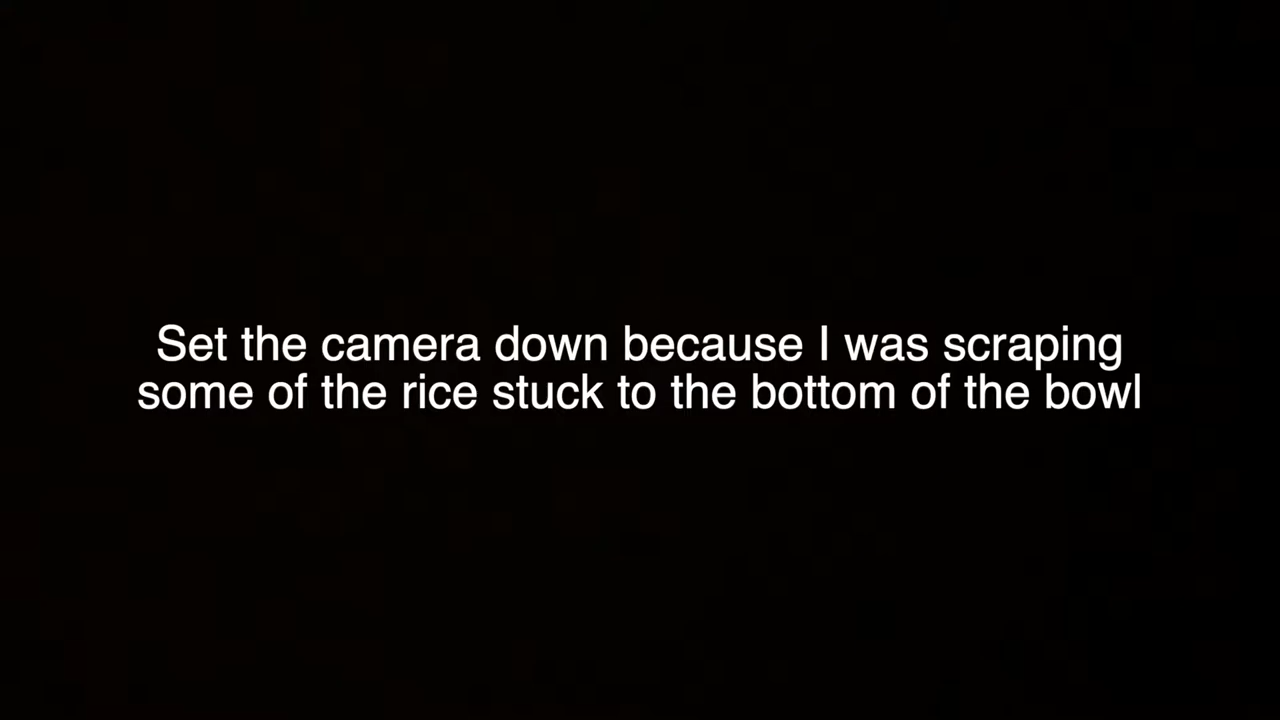 Set the camera down because I was scraping
some of the rice stuck to the bottom of the bowl